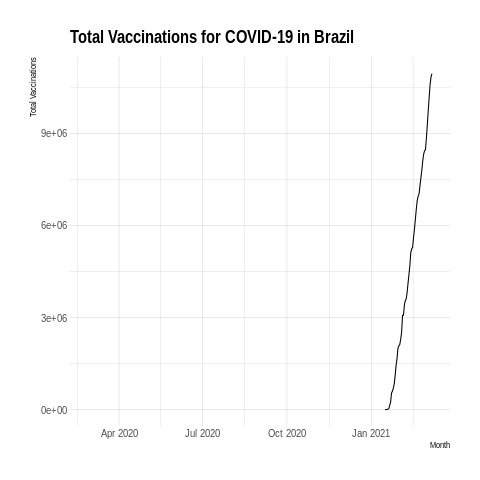 Total Vaccinations for COVID-19 in Brazil
Total Vaccinations
9e+06
6e+06
3e+06
0e+00
Apr 2020 Jul 2020 Oct 2020 Jan 2021
Month